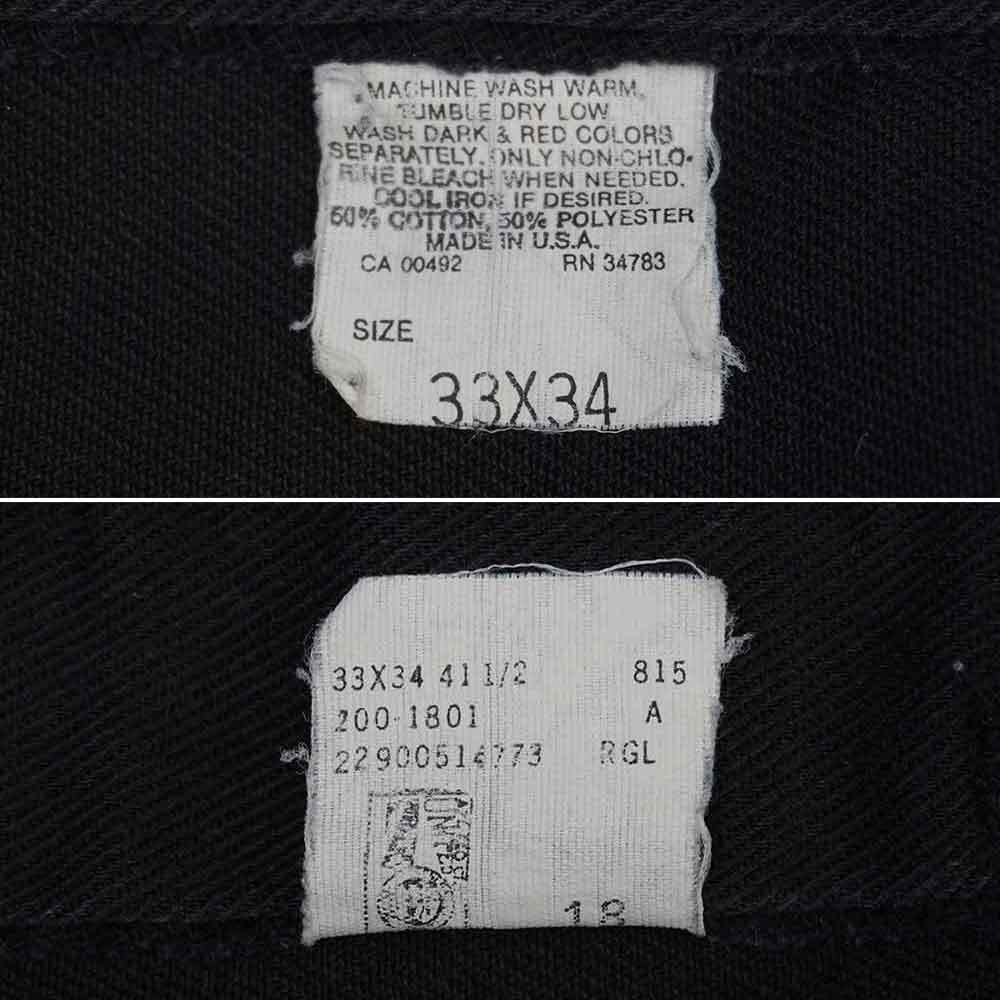 MACHINE WASH WARM.
TUMBLE DRY LOW
WASH DARK & RED COLORS
SEPARATELY. ONLY NON-CHLO-
RINE BLEACH WHEN NEEDED.
COOL IRON IF DESIRED.
50% COTTON, 50% POLYESTER
MADE IN U.S.A.
CA 00492 RN 34783
SIZE
33X34
33X34 41 1/2 815
200-1801 A
22900514773 RGL
18